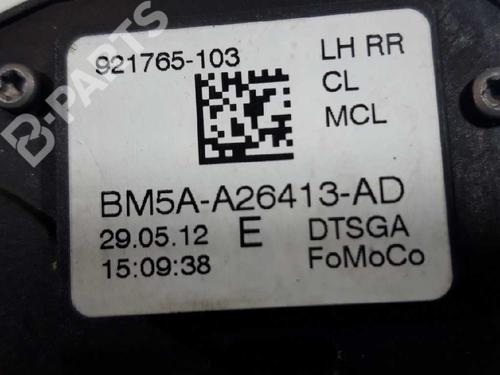 921765-103 LH RR
CL
MCL
BM5A-A26413-AD
29.05.12 E DTSGA
15:09:38 FoMoCo
B-PARTS